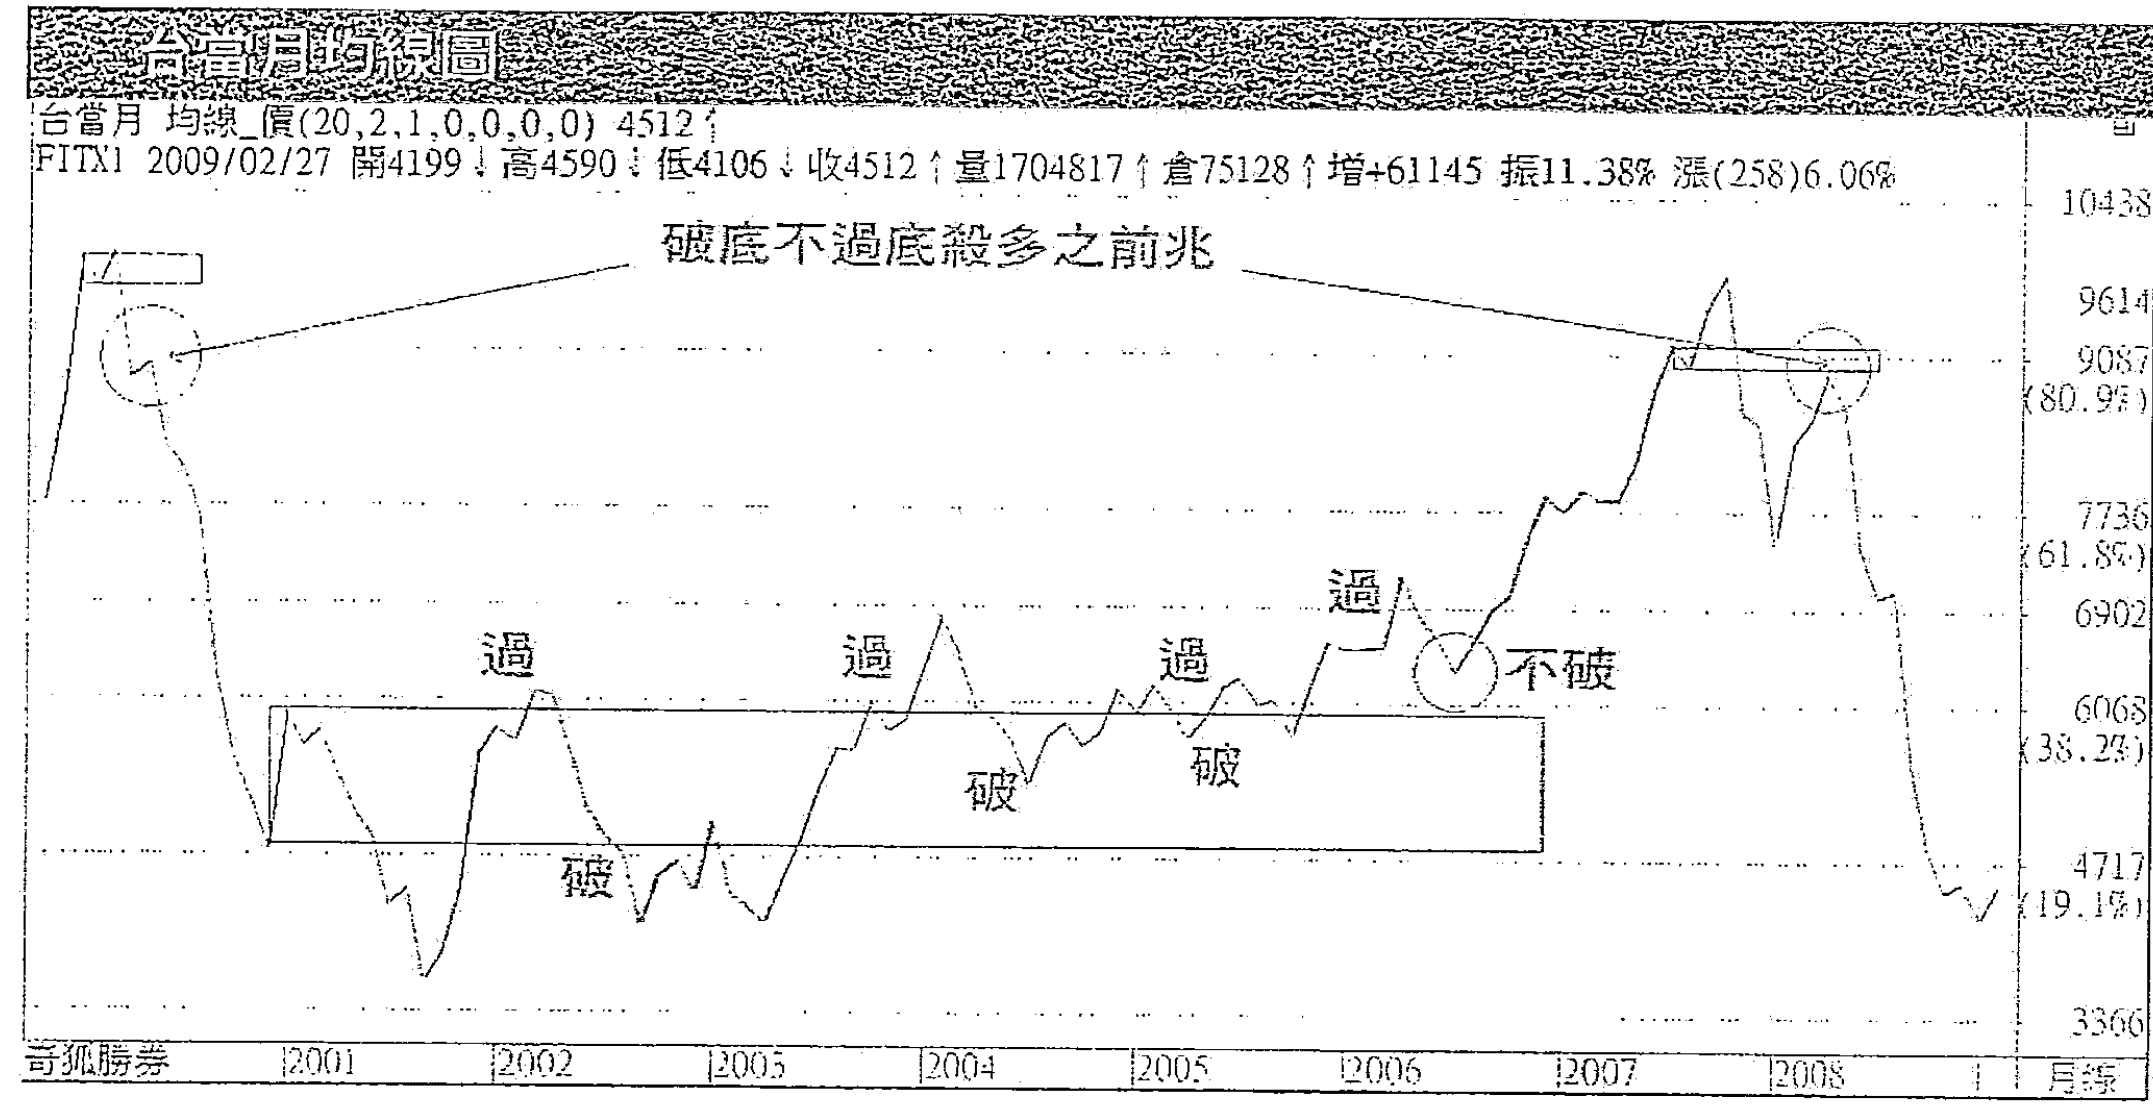 台當月均線圖
台當月 均線_價(20,2,1,0,0,0,0) 4512↑
FITX1 2009/02/27 開4199↓高4590↓低4106↓收4512↑量1704817↑倉75128↑增+61145 振11.38% 漲(258)6.06%
10438
破底不過底殺多之前兆
9614
9087
(80.9%)
7736
(61.8%)
過
6902
過
過
過
不破
6068
(38.2%)
破
破
破
4717
(19.1%)
3366
奇狐勝券
2001
2002
2003
2004
2005
2006
2007
2008
月線